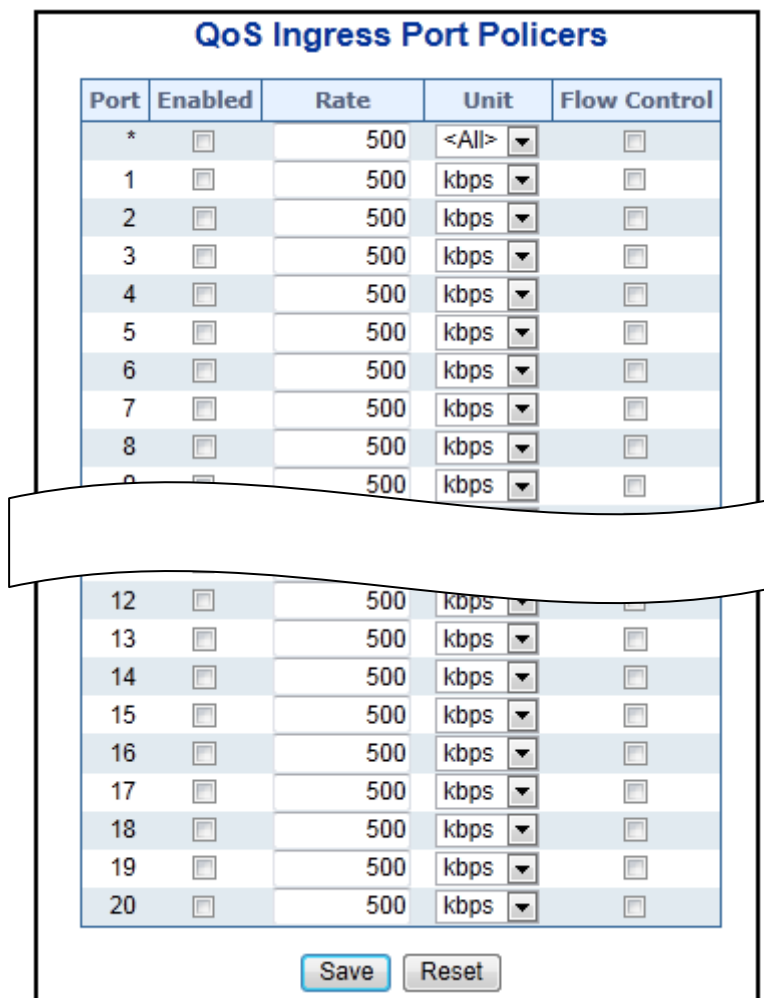 QoS Ingress Port Policers
Port Enabled Rate Unit Flow Control
* 500 <All>
1 500 kbps
2 500 kbps
3 500 kbps
4 500 kbps
5 500 kbps
6 500 kbps
7 500 kbps
8 500 kbps
9 500 kbps
12 500 kbps
13 500 kbps
14 500 kbps
15 500 kbps
16 500 kbps
17 500 kbps
18 500 kbps
19 500 kbps
20 500 kbps
Save Reset